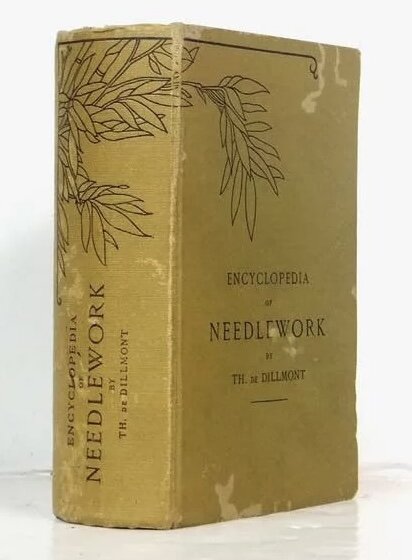 ENCYCLOPEDIA
OF
NEEDLEWORK
BY
TH. DE DILLMONT
ENCYCLOPEDIA
OF
NEEDLEWORK
BY
TH. DE DILLMONT